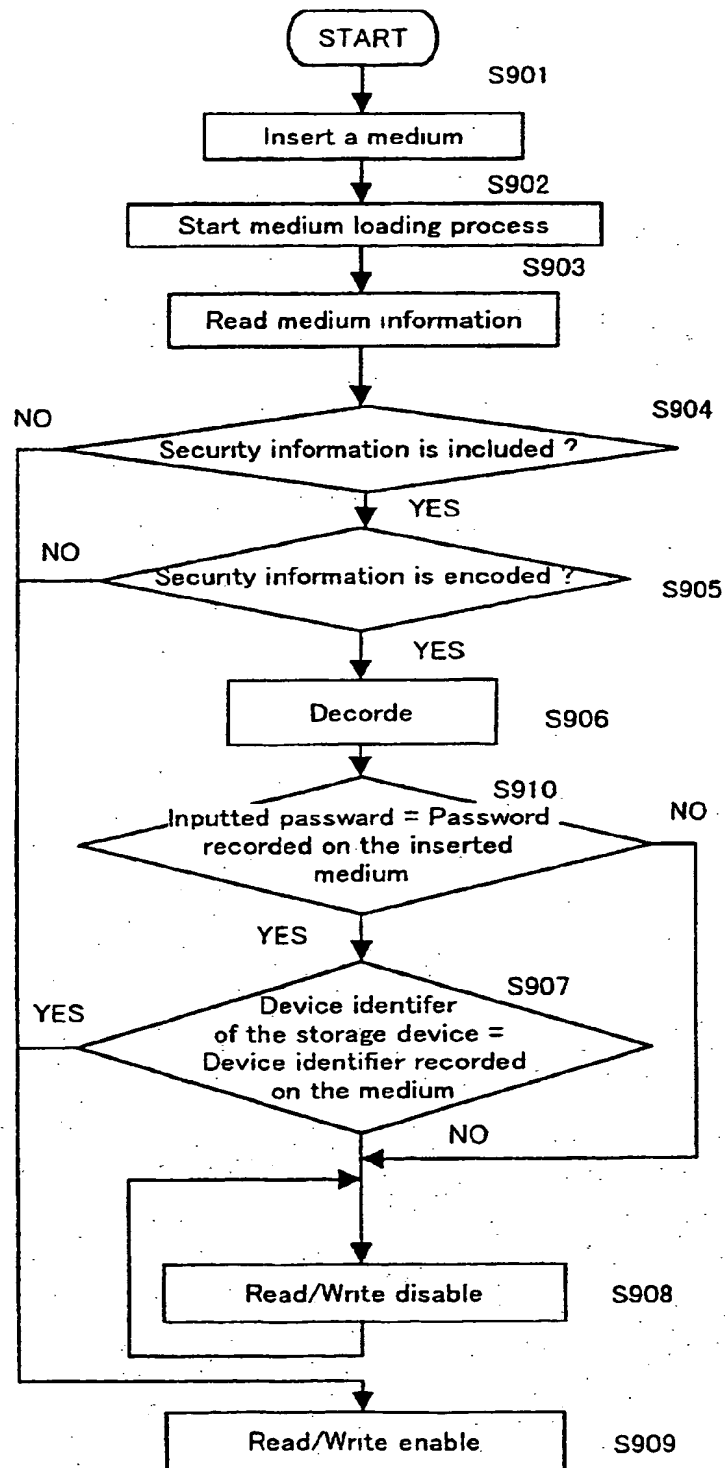 START
S901
Insert a medium
S902
Start medium loading process
S903
Read medium information
NO
S904
Security information is included ?
YES
NO
Security information is encoded ?
S905
YES
Decorde
S906
S910
Inputted passward = Password
recorded on the inserted
medium
NO
YES
S907
YES
Device identifer
of the storage device =
Device identifier recorded
on the medium
NO
Read/Write disable
S908
Read/Write enable
S909